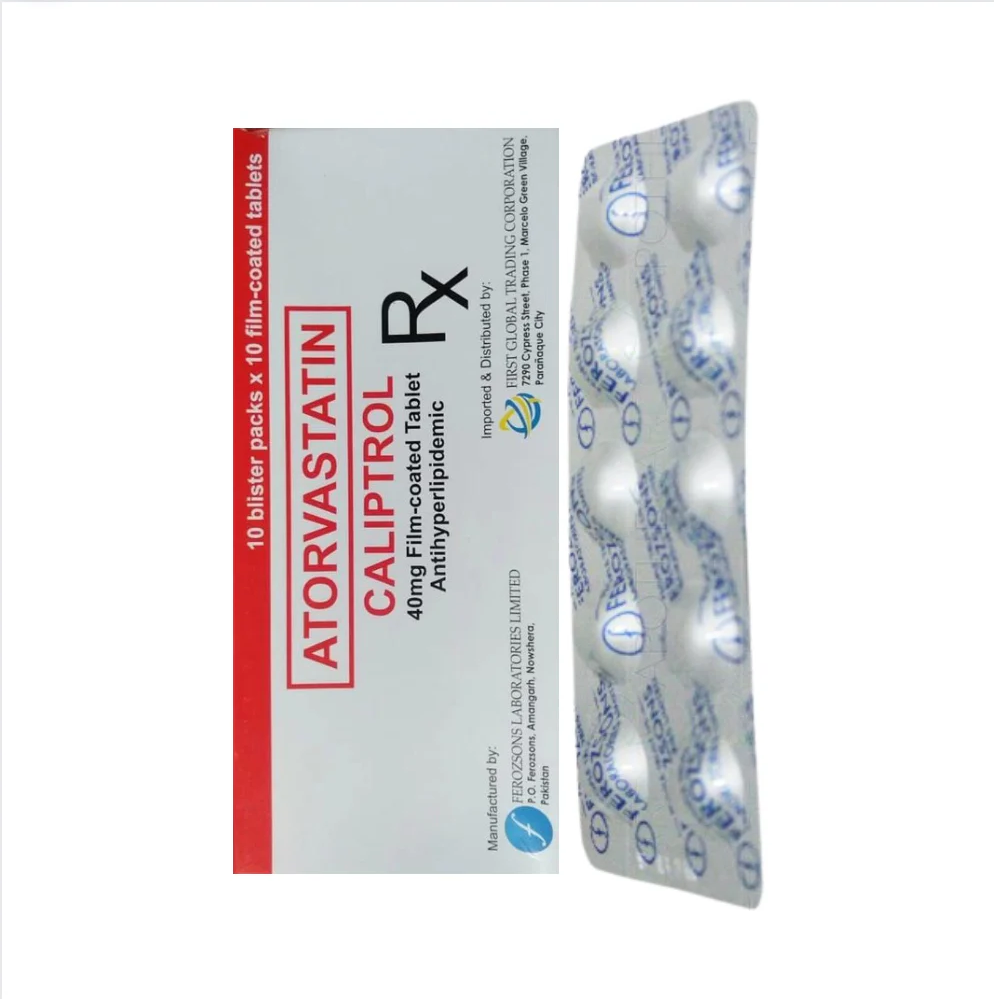 10 blister packs x 10 film-coated tablets
ATORVASTATIN
CALIPTROL
Rx
40mg Film-coated Tablet
Antihyperlipidemic
Manufactured by:
FEROZSONS LABORATORIES LIMITED
P.O. Ferozsons, Amangarh, Nowshera,
Pakistan
Imported & Distributed by:
FIRST GLOBAL TRADING CORPORATION
7290 Cypress Street, Phase 1, Marcelo Green Village,
Parañaque City